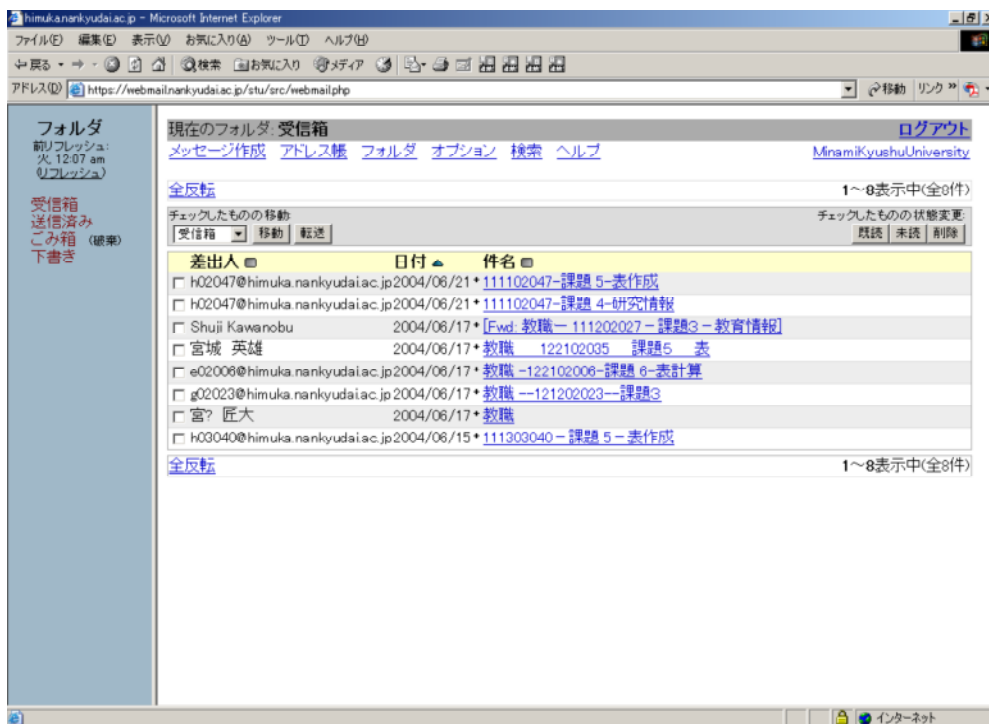 himuka.nankyudai.ac.jp - Microsoft Internet Explorer
ファイル(F) 編集(E) 表示(V) お気に入り(A) ツール(T) ヘルプ(H)
戻る 検索 お気に入り メディア
アドレス(D) https://webmail.nankyudai.ac.jp/stu/src/webmail.php 移動 リンク »
フォルダ
前リフレッシュ:
火, 12:07 am
(リフレッシュ)
受信箱
送信済み
ごみ箱 (破棄)
下書き
現在のフォルダ: 受信箱 ログアウト
メッセージ作成 アドレス帳 フォルダ オプション 検索 ヘルプ MinamiKyushuUniversity
全反転 1~8表示中(全8件)
チェックしたものの移動: チェックしたものの状態変更:
受信箱 移動 転送 既読 未読 削除
差出人 日付 件名
h02047@himuka.nankyudai.ac.jp 2004/06/21 + 111102047-課題 5-表作成
h02047@himuka.nankyudai.ac.jp 2004/06/21 + 111102047-課題 4-研究情報
Shuji Kawanobu 2004/06/17 + [Fwd: 教職ー 111202027 - 課題3 - 教育情報]
宮城 英雄 2004/06/17 + 教職 122102035 課題5 表
e02006@himuka.nankyudai.ac.jp 2004/06/17 + 教職 -122102006-課題 6-表計算
g02023@himuka.nankyudai.ac.jp 2004/06/17 + 教職 --121202023--課題3
宮? 匠大 2004/06/17 + 教職
h03040@himuka.nankyudai.ac.jp 2004/06/15 + 111303040 - 課題 5 - 表作成
全反転 1~8表示中(全8件)
インターネット